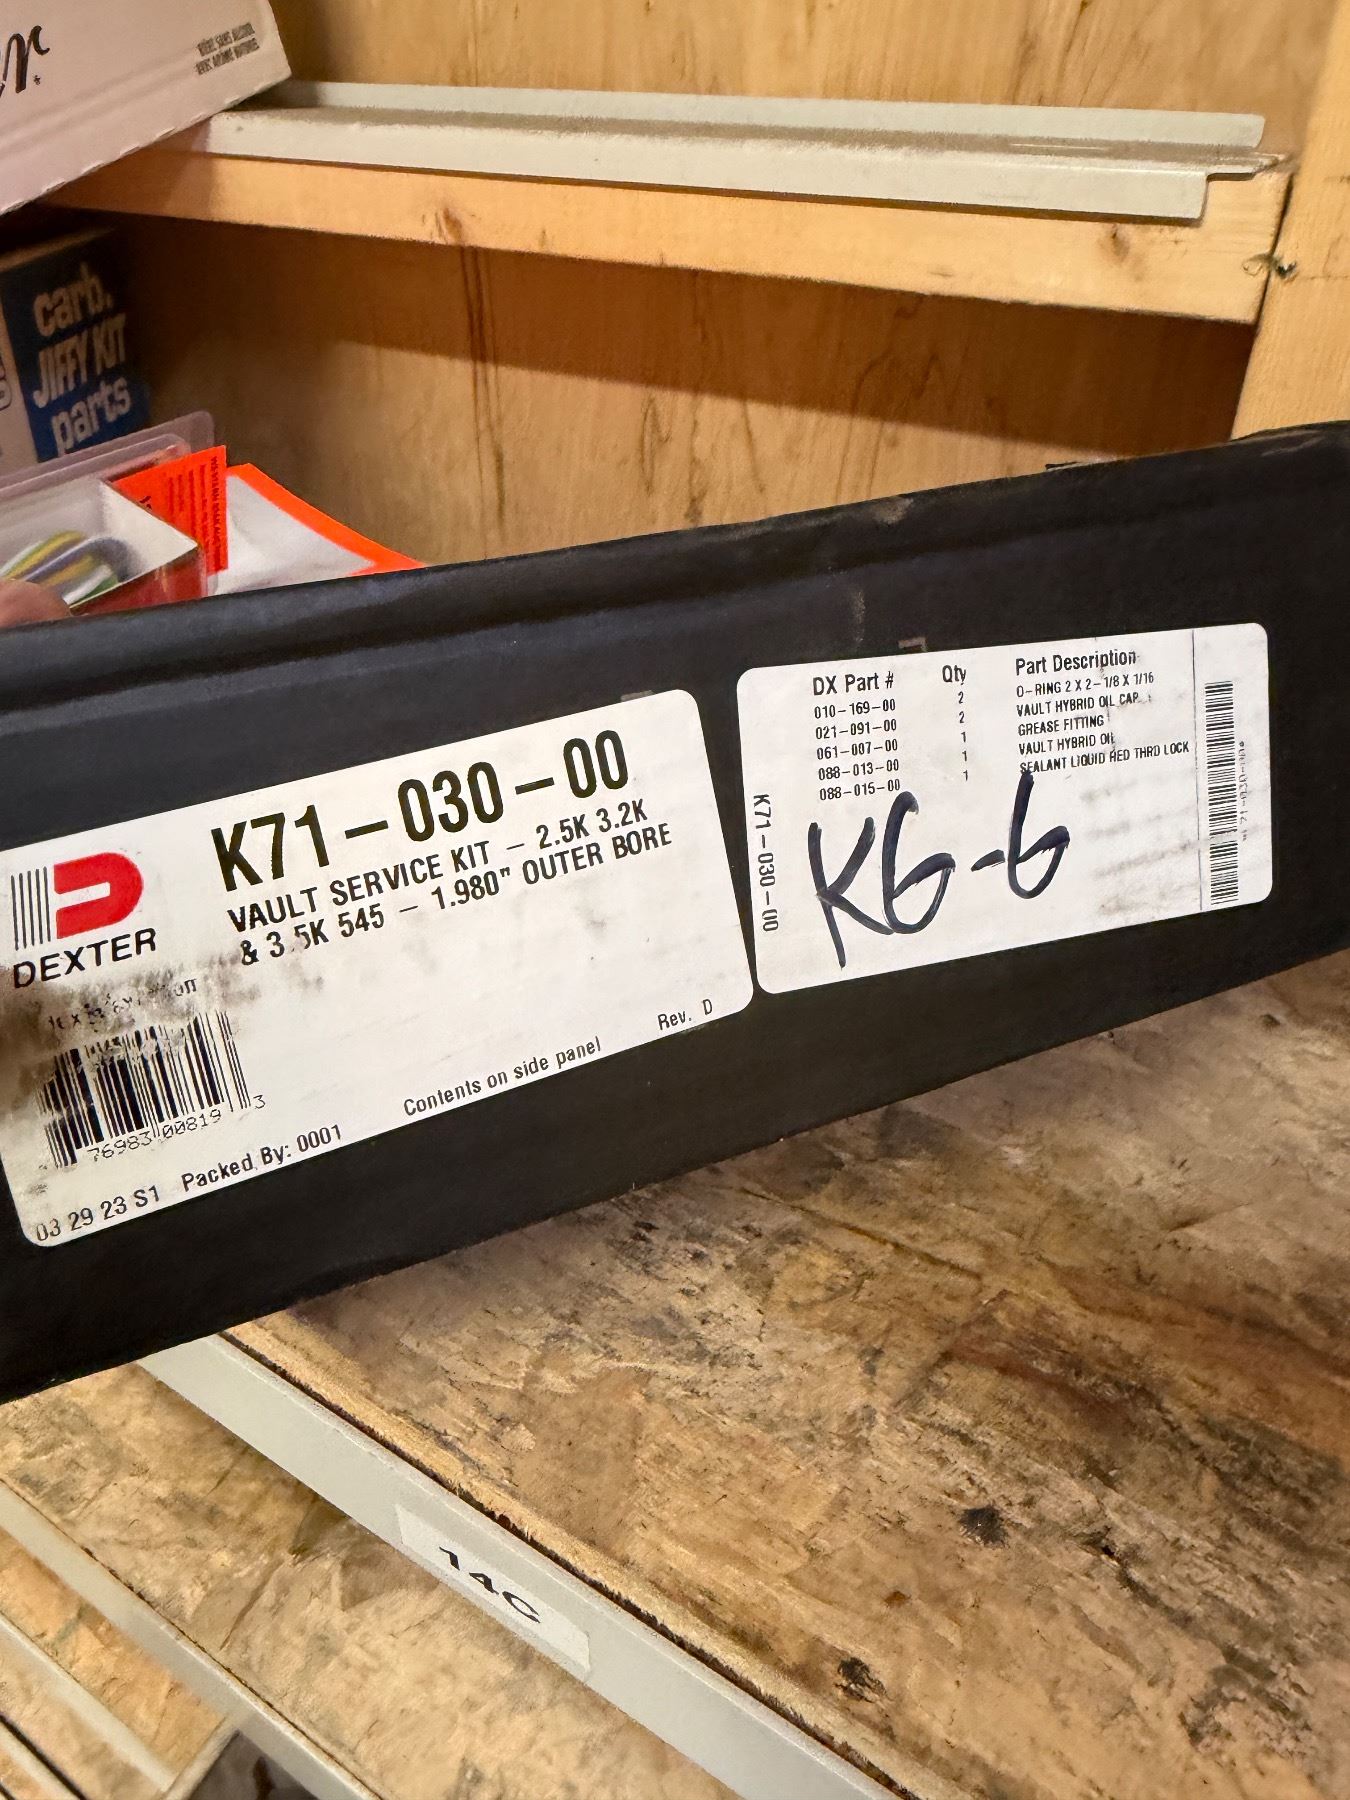 carb.
JIFFY KIT
parts
K71-030-00
VAULT SERVICE KIT - 2.5K 3.2K
& 3.5K 545 - 1.980" OUTER BORE
DEXTER
76983 00819 3
Contents on side panel
Rev. D
03 29 23 S1 Packed By: 0001
DX Part # Qty Part Description
010-169-00 2 O-RING 2 X 2-1/8 X 1/16
021-091-00 2 VAULT HYBRID OIL CAP
061-007-00 1 GREASE FITTING
088-013-00 1 VAULT HYBRID OIL
088-015-00 1 SEALANT LIQUID RED THRD LOCK
K71-030-00
K6-6
14C